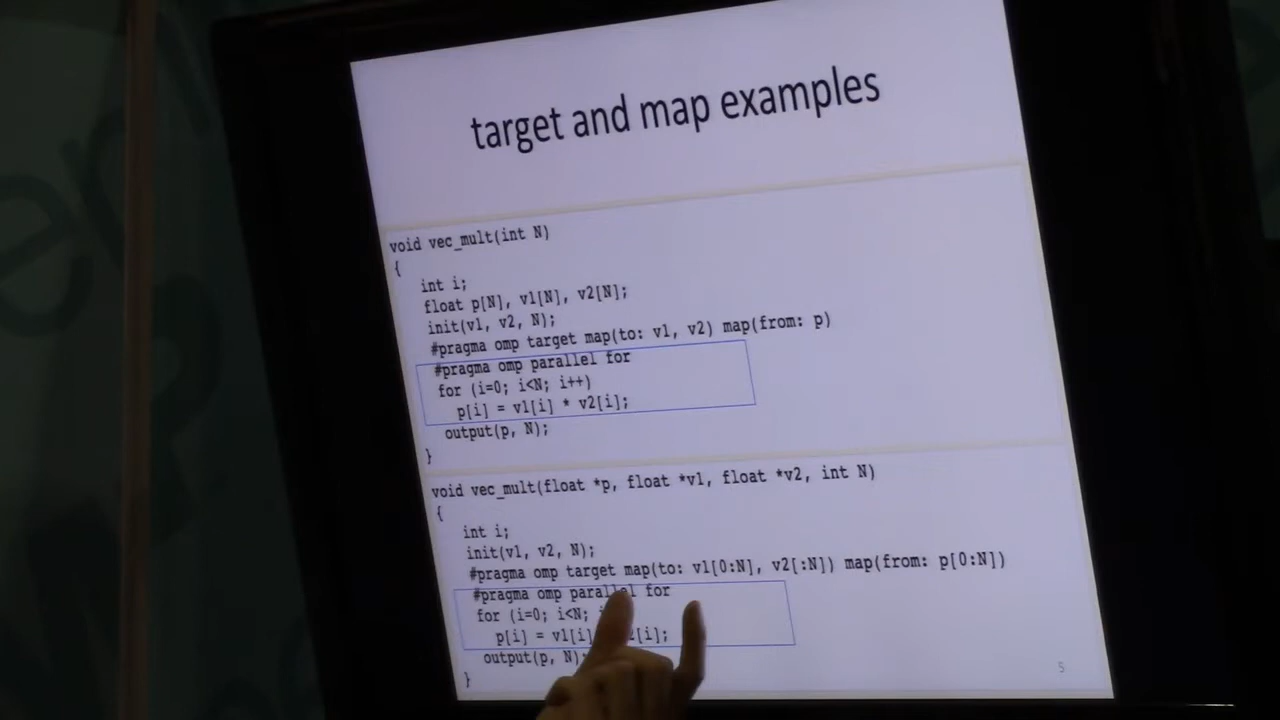 target and map examples
void vec_mult(int N)
{
int i;
float p[N], v1[N], v2[N];
init(v1, v2, N);
#pragma omp target map(to: v1, v2) map(from: p)
#pragma omp parallel for
for (i=0; i<N; i++)
p[i] = v1[i] * v2[i];
output(p, N);
}
void vec_mult(float *p, float *v1, float *v2, int N)
{
int i;
init(v1, v2, N);
#pragma omp target map(to: v1[0:N], v2[:N]) map(from: p[0:N])
#pragma omp parallel for
for (i=0; i<N;
p[i] = v1[i] [i];
output(p, N);
}
5